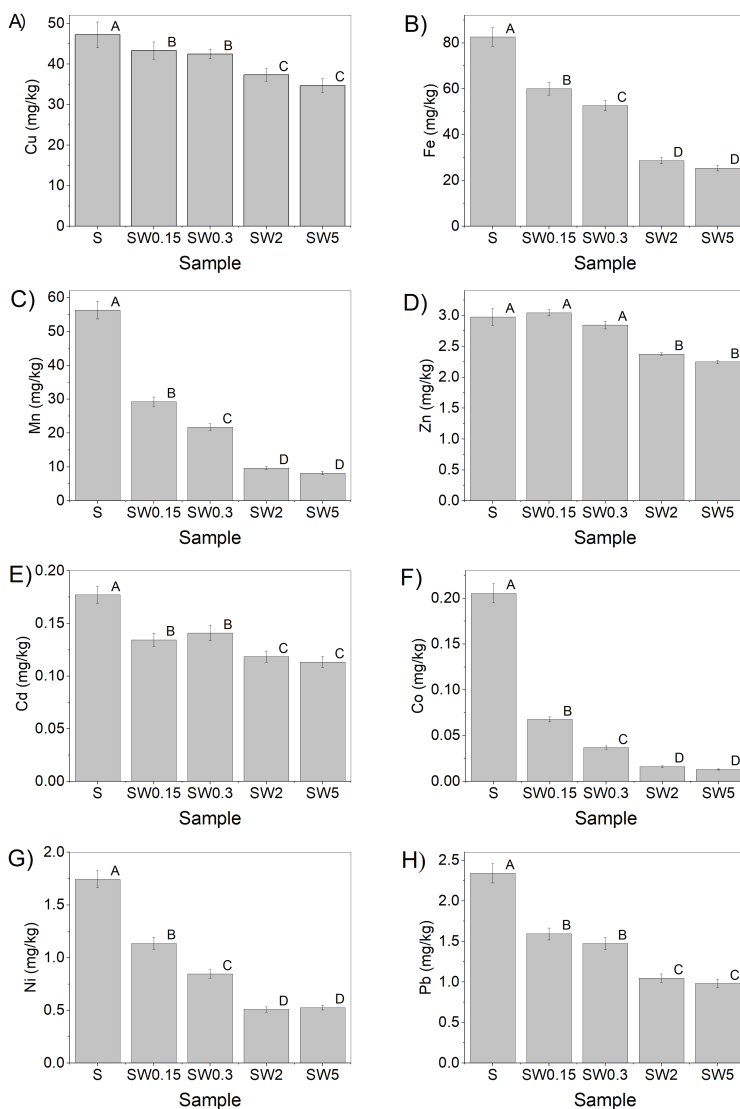 A)
Cu (mg/kg)
50
40
30
20
10
0
A
B
B
C
C
S SW0.15 SW0.3 SW2 SW5
Sample
B)
Fe (mg/kg)
80
60
40
20
0
A
B
C
D
D
S SW0.15 SW0.3 SW2 SW5
Sample
C)
Mn (mg/kg)
60
50
40
30
20
10
0
A
B
C
D
D
S SW0.15 SW0.3 SW2 SW5
Sample
D)
Zn (mg/kg)
3.0
2.5
2.0
1.5
1.0
0.5
0.0
A
A
A
B
B
S SW0.15 SW0.3 SW2 SW5
Sample
E)
Cd (mg/kg)
0.20
0.15
0.10
0.05
0.00
A
B
B
C
C
S SW0.15 SW0.3 SW2 SW5
Sample
F)
Co (mg/kg)
0.20
0.15
0.10
0.05
0.00
A
B
C
D
D
S SW0.15 SW0.3 SW2 SW5
Sample
G)
Ni (mg/kg)
2.0
1.5
1.0
0.5
0.0
A
B
C
D
D
S SW0.15 SW0.3 SW2 SW5
Sample
H)
Pb (mg/kg)
2.5
2.0
1.5
1.0
0.5
0.0
A
B
B
C
C
S SW0.15 SW0.3 SW2 SW5
Sample